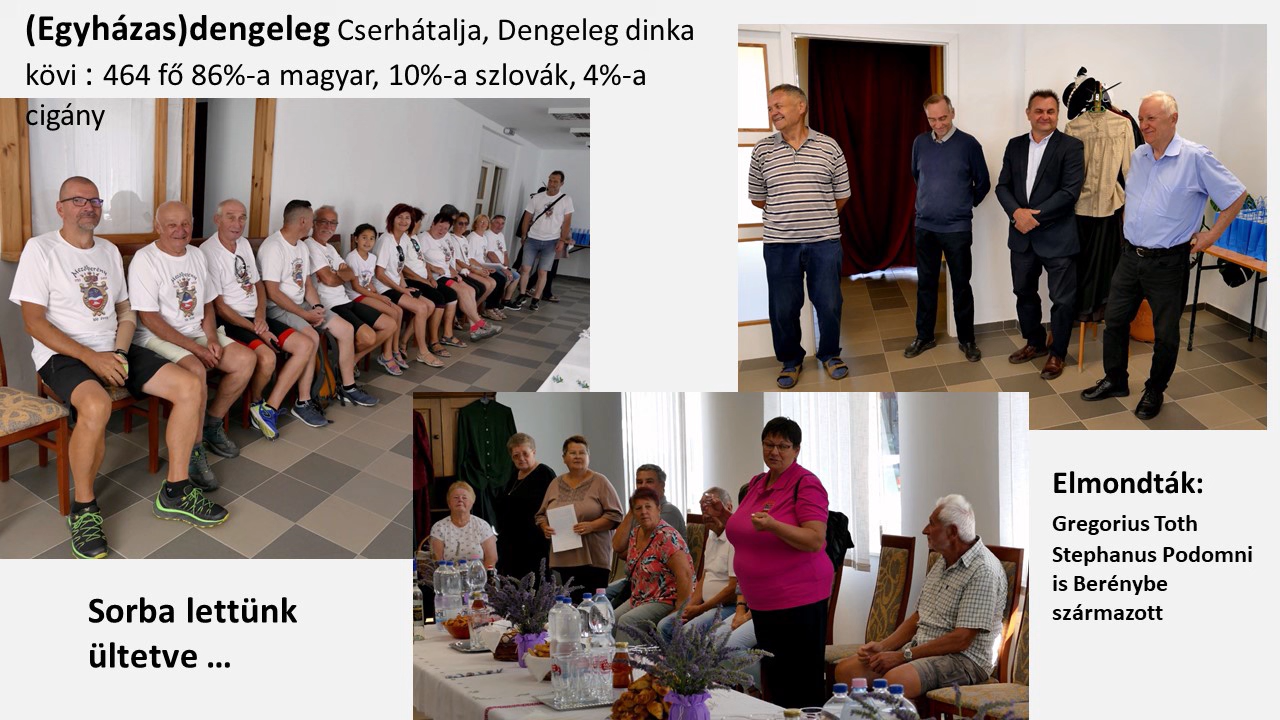 (Egyházas)dengeleg Cserhátalja, Dengeleg dinka
kövi : 464 fő 86%-a magyar, 10%-a szlovák, 4%-a
cigány
Elmondták:
Gregorius Toth
Stephanus Podomni
is Berénybe
származott
Sorba lettünk
ültetve ...